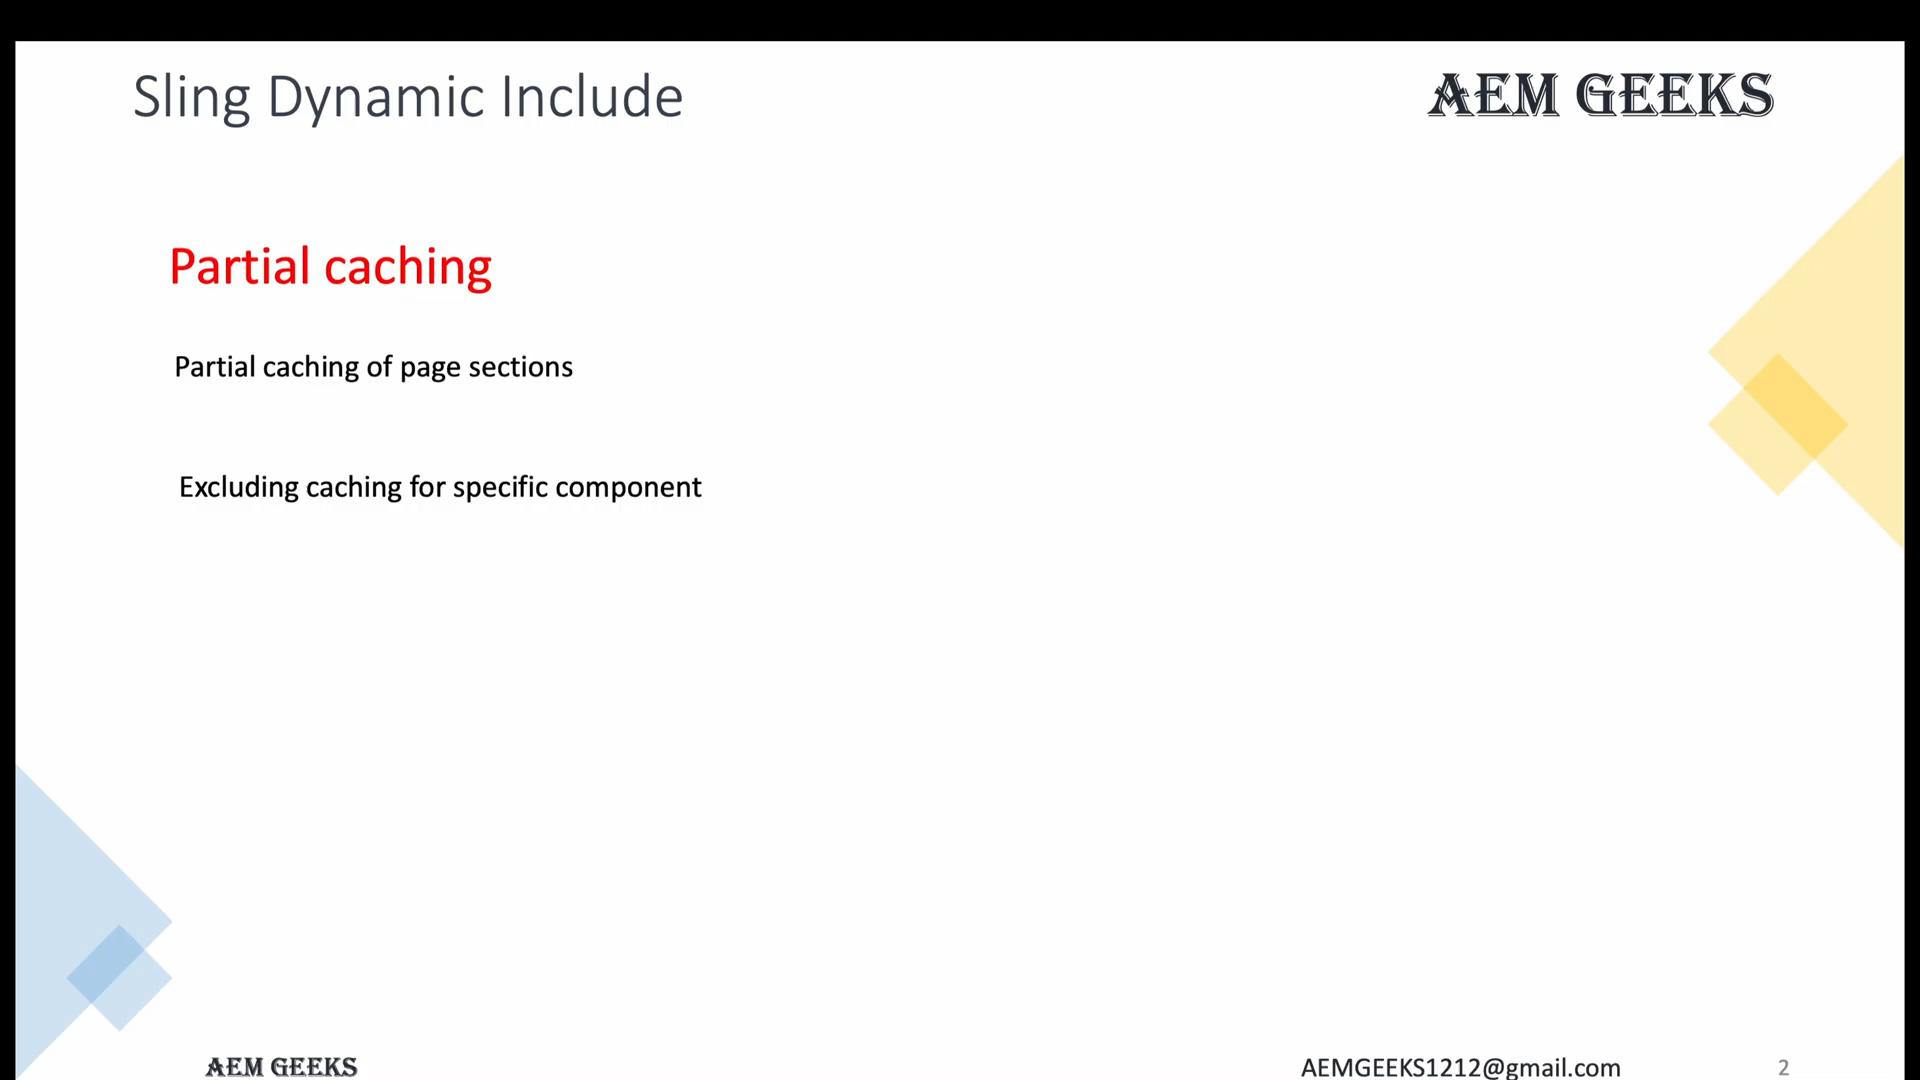 Sling Dynamic Include
AEM GEEKS
Partial caching
Partial caching of page sections
Excluding caching for specific component
AEM GEEKS
AEMGEEKS1212@gmail.com
2